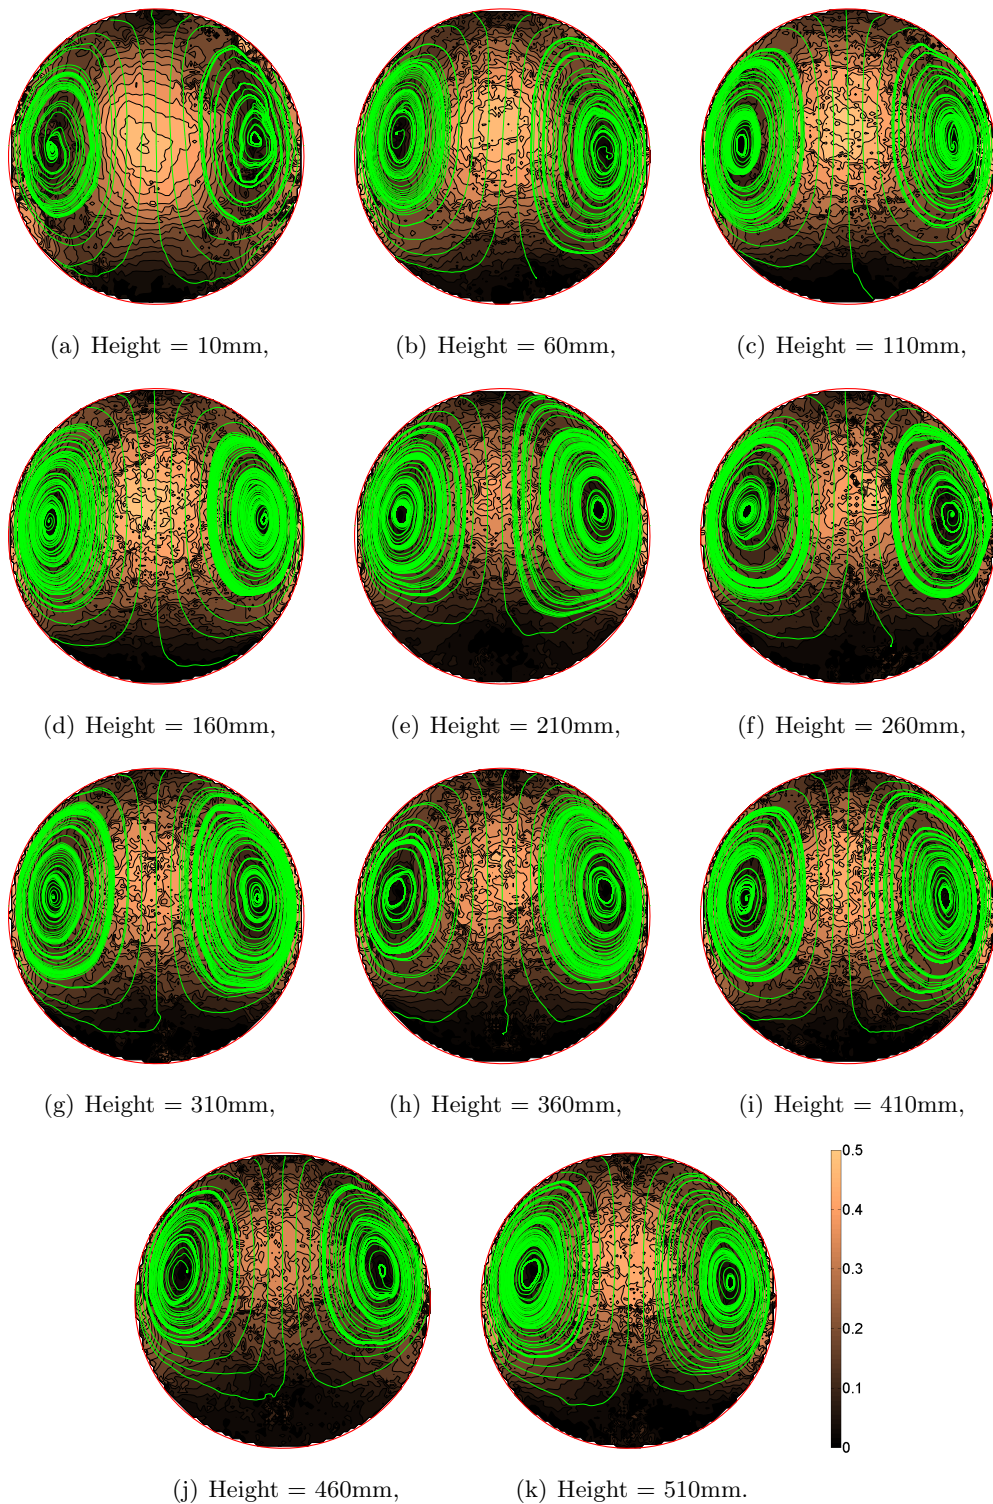 (a) Height = 10mm,
(b) Height = 60mm,
(c) Height = 110mm,
(d) Height = 160mm,
(e) Height = 210mm,
(f) Height = 260mm,
(g) Height = 310mm,
(h) Height = 360mm,
(i) Height = 410mm,
0.5
0.4
0.3
0.2
0.1
0
(j) Height = 460mm,
(k) Height = 510mm.